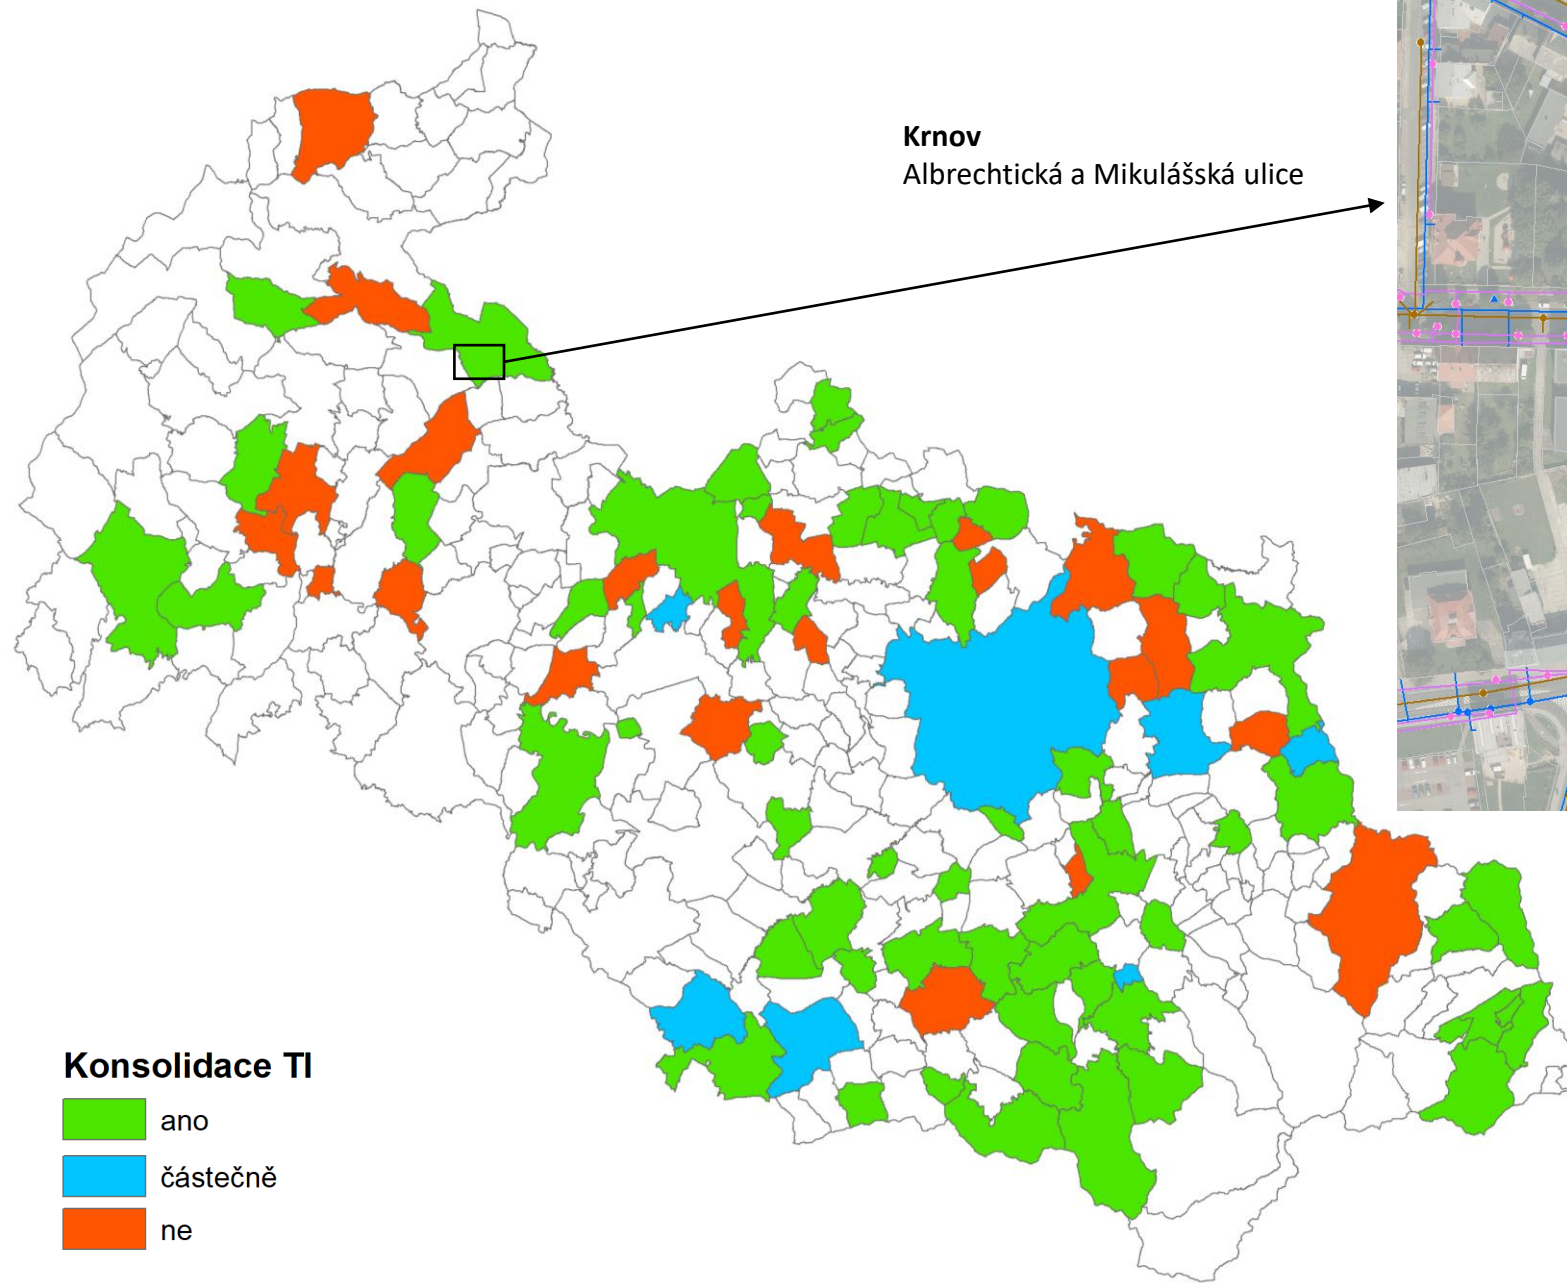 Krnov
Albrechtická a Mikulášská ulice
Konsolidace TI
ano
částečně
ne